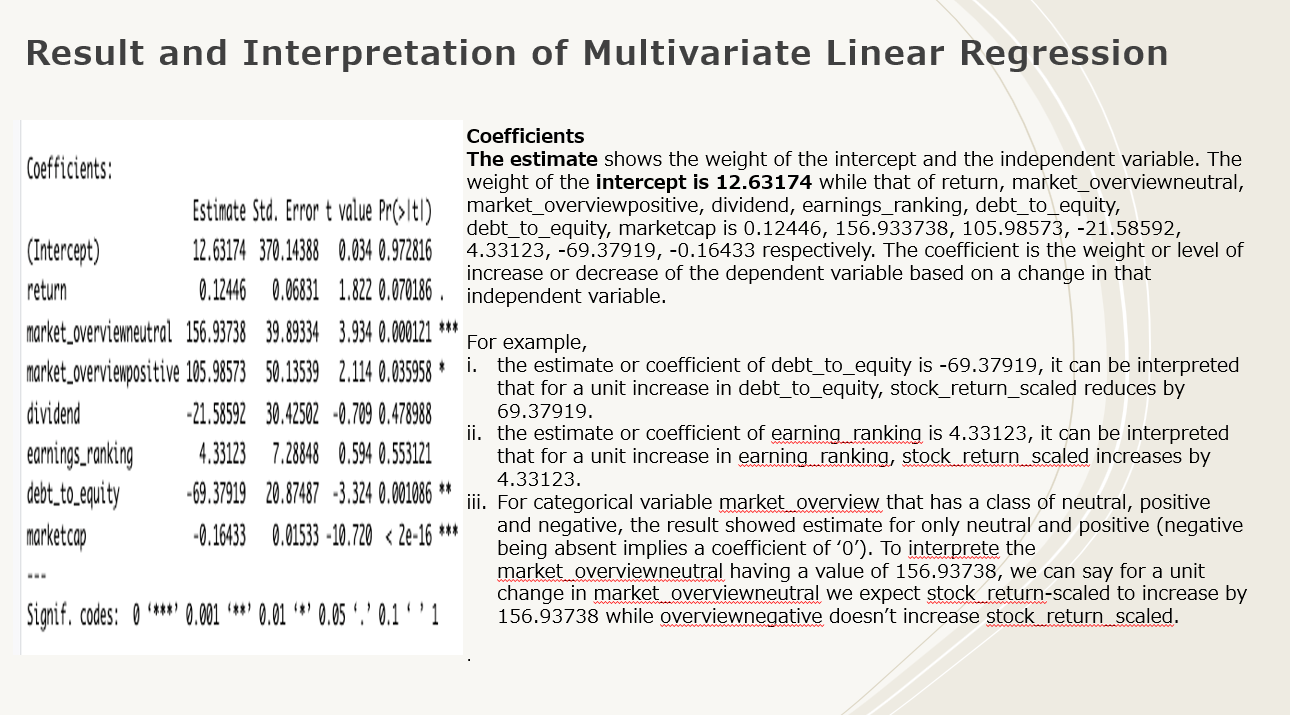 Result and Interpretation of Multivariate Linear Regression
Coefficients:
Estimate Std. Error t value Pr(>|t|)
(Intercept) 12.63174 370.14388 0.034 0.972816
return 0.12446 0.06831 1.822 0.070186 .
market_overviewneutral 156.93738 39.89334 3.934 0.000121 ***
market_overviewpositive 105.98573 50.13539 2.114 0.035958 *
dividend -21.58592 30.42502 -0.709 0.478988
earnings_ranking 4.33123 7.28848 0.594 0.553121
debt_to_equity -69.37919 20.87487 -3.324 0.001086 **
marketcap -0.16433 0.01533 -10.720 < 2e-16 ***
---
Signif. codes: 0 ‘***’ 0.001 ‘**’ 0.01 ‘*’ 0.05 ‘.’ 0.1 ‘ ’ 1
Coefficients
The estimate shows the weight of the intercept and the independent variable. The
weight of the intercept is 12.63174 while that of return, market_overviewneutral,
market_overviewpositive, dividend, earnings_ranking, debt_to_equity,
debt_to_equity, marketcap is 0.12446, 156.933738, 105.98573, -21.58592,
4.33123, -69.37919, -0.16433 respectively. The coefficient is the weight or level of
increase or decrease of the dependent variable based on a change in that
independent variable.
For example,
i. the estimate or coefficient of debt_to_equity is -69.37919, it can be interpreted
that for a unit increase in debt_to_equity, stock_return_scaled reduces by
69.37919.
ii. the estimate or coefficient of earning_ranking is 4.33123, it can be interpreted
that for a unit increase in earning_ranking, stock_return_scaled increases by
4.33123.
iii. For categorical variable market_overview that has a class of neutral, positive
and negative, the result showed estimate for only neutral and positive (negative
being absent implies a coefficient of ‘0’). To interprete the
market_overviewneutral having a value of 156.93738, we can say for a unit
change in market_overviewneutral we expect stock_return-scaled to increase by
156.93738 while overviewnegative doesn’t increase stock_return_scaled.
.